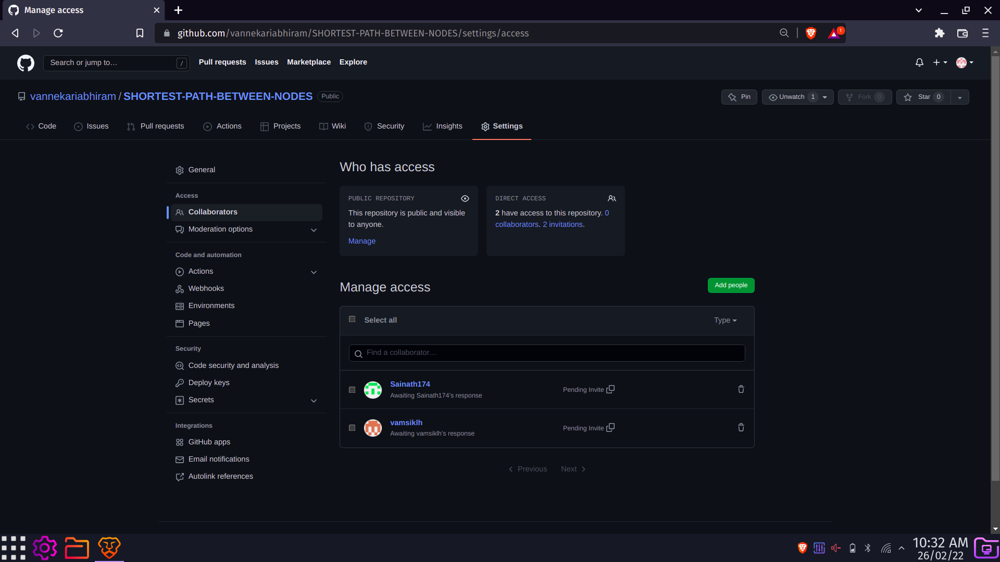 Manage access
github.com/vannekariabhiram/SHORTEST-PATH-BETWEEN-NODES/settings/access
1
Search or jump to…
/
Pull requests
Issues
Marketplace
Explore
vannekariabhiram / SHORTEST-PATH-BETWEEN-NODES
Public
Pin
Unwatch 1
Fork 0
Star 0
Code
Issues
Pull requests
Actions
Projects
Wiki
Security
Insights
Settings
General
Access
Collaborators
Moderation options
Code and automation
Actions
Webhooks
Environments
Pages
Security
Code security and analysis
Deploy keys
Secrets
Integrations
GitHub apps
Email notifications
Autolink references
Who has access
PUBLIC REPOSITORY
This repository is public and visible
to anyone.
Manage
DIRECT ACCESS
2 have access to this repository. 0
collaborators. 2 invitations.
Manage access
Add people
Select all
Type
Find a collaborator…
Sainath174
Awaiting Sainath174's response
Pending Invite
vamsiklh
Awaiting vamsiklh's response
Pending Invite
Previous
Next
10:32 AM
26/02/22